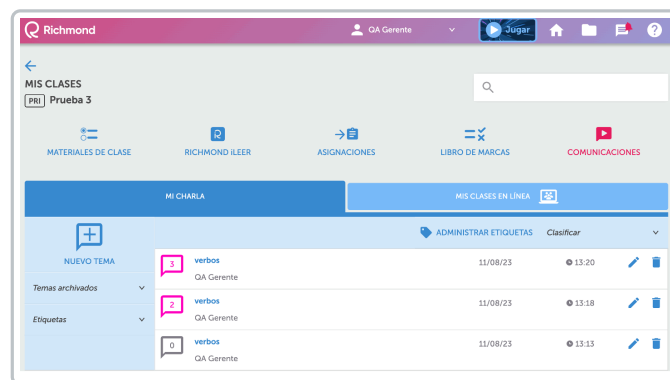 Richmond
QA Gerente
Jugar
MIS CLASES
PRI Prueba 3
MATERIALES DE CLASE
RICHMOND iLEER
ASIGNACIONES
LIBRO DE MARCAS
COMUNICACIONES
MI CHARLA
MIS CLASES EN LÍNEA
NUEVO TEMA
ADMINISTRAR ETIQUETAS
Clasificar
Temas archivados
Etiquetas
3 verbos 11/08/23 13:20
QA Gerente
2 verbos 11/08/23 13:18
QA Gerente
0 verbos 11/08/23 13:13
QA Gerente